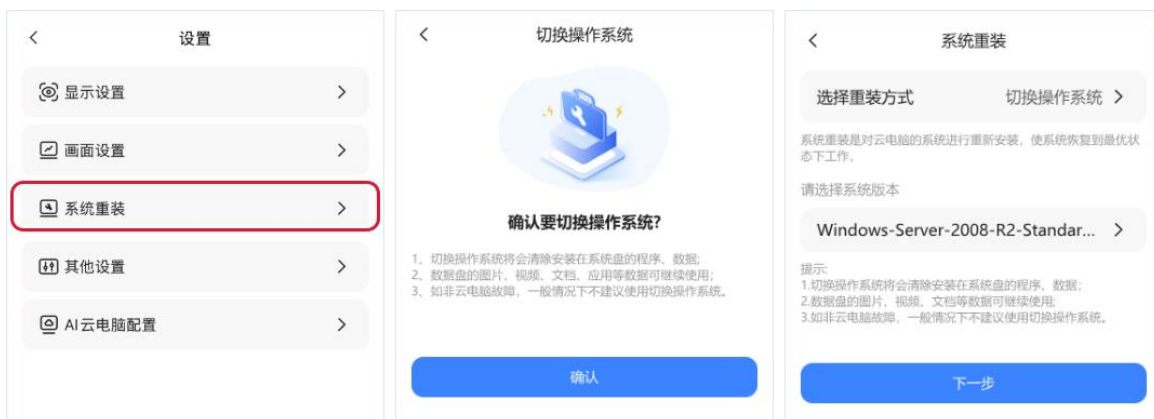 设置
显示设置
画面设置
系统重装
其他设置
AI云电脑配置
切换操作系统
确认要切换操作系统?
1、切换操作系统将会清除安装在系统盘的程序、数据;
2、数据盘的图片、视频、文档、应用等数据可继续使用;
3、如非云电脑故障，一般情况下不建议使用切换操作系统。
确认
系统重装
选择重装方式 切换操作系统
系统重装是对云电脑的系统进行重新安装，使系统恢复到最优状
态下工作。
请选择系统版本
Windows-Server-2008-R2-Standar...
提示:
1.切换操作系统将会清除安装在系统盘的程序、数据;
2.数据盘的图片、视频、文档等数据可继续使用;
3.如非云电脑故障，一般情况下不建议使用切换操作系统。
下一步